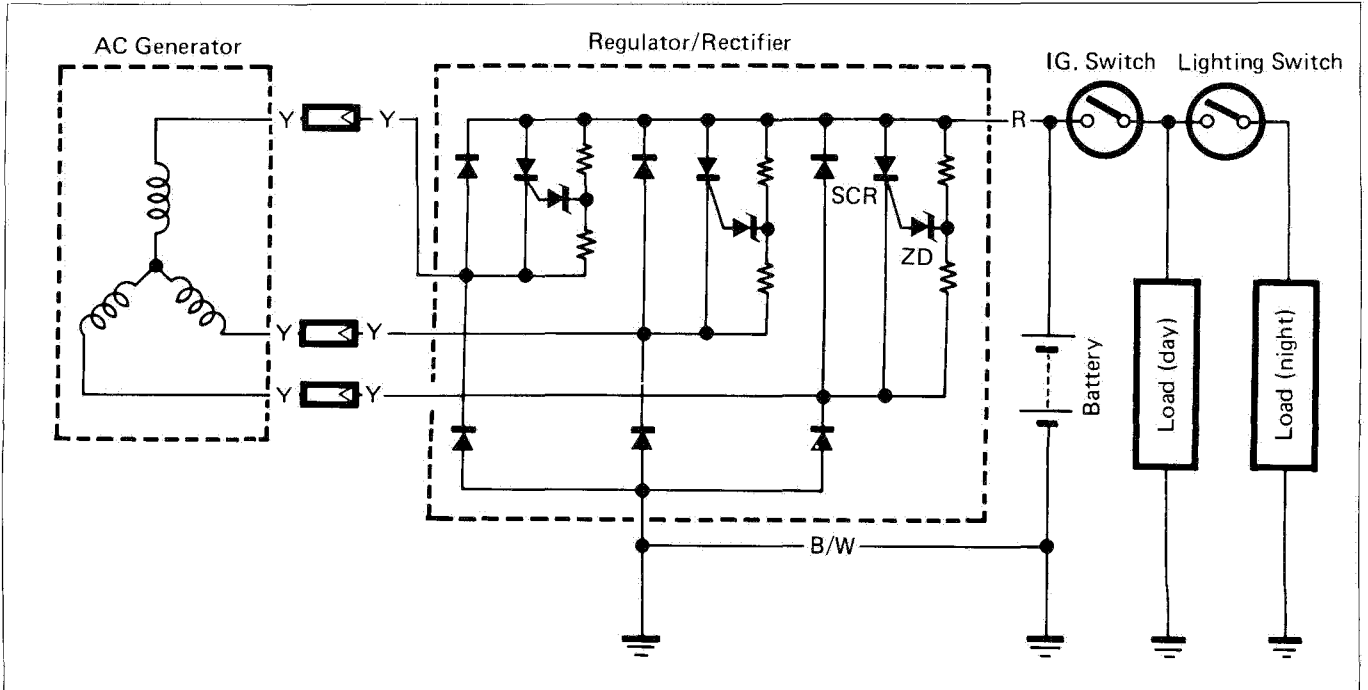 AC Generator
Regulator/Rectifier
IG. Switch
Lighting Switch
Y
Y
R
SCR
ZD
Y
Y
Y
Y
Battery
Load (day)
Load (night)
B/W